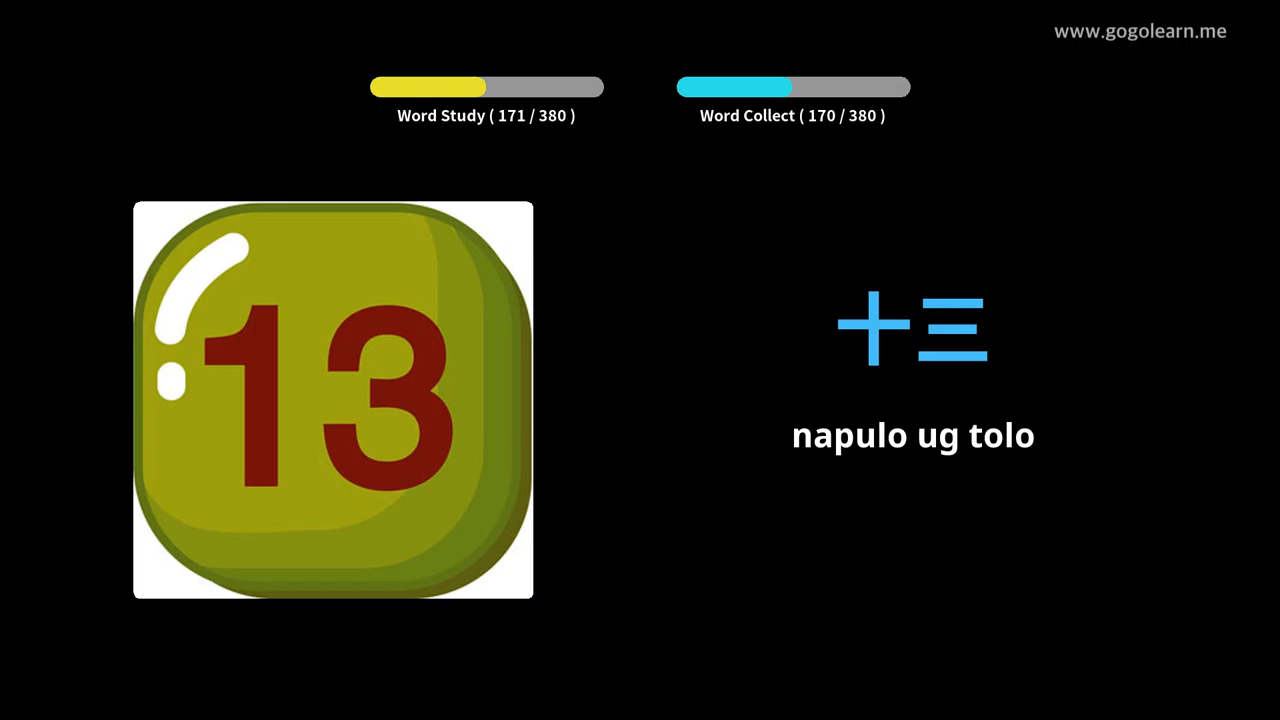 www.gogolearn.me
Word Study ( 171 / 380 )
Word Collect ( 170 / 380 )
13
十三
napulo ug tolo